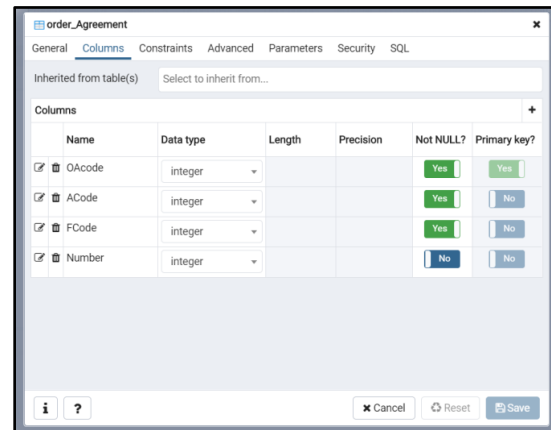 order_Agreement
General Columns Constraints Advanced Parameters Security SQL
Inherited from table(s) Select to inherit from...
Columns
Name Data type Length Precision Not NULL? Primary key?
OAcode integer Yes Yes
ACode integer Yes No
FCode integer Yes No
Number integer No No
i ? Cancel Reset Save